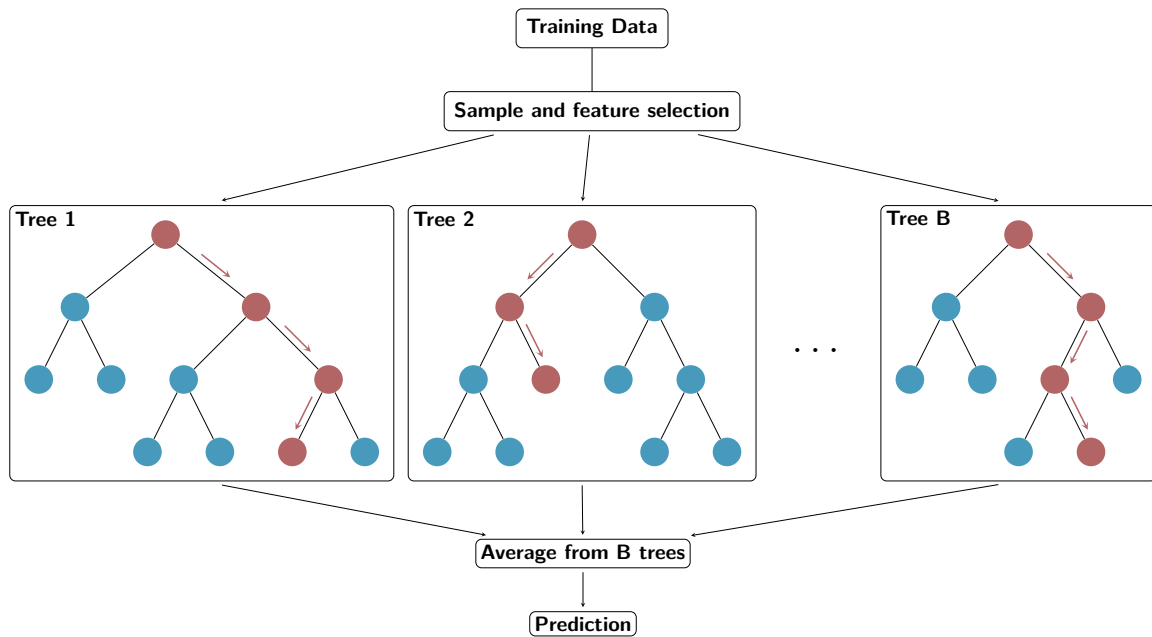 Training Data
Sample and feature selection
Tree 1
Tree 2
Tree B
. . .
Average from B trees
Prediction